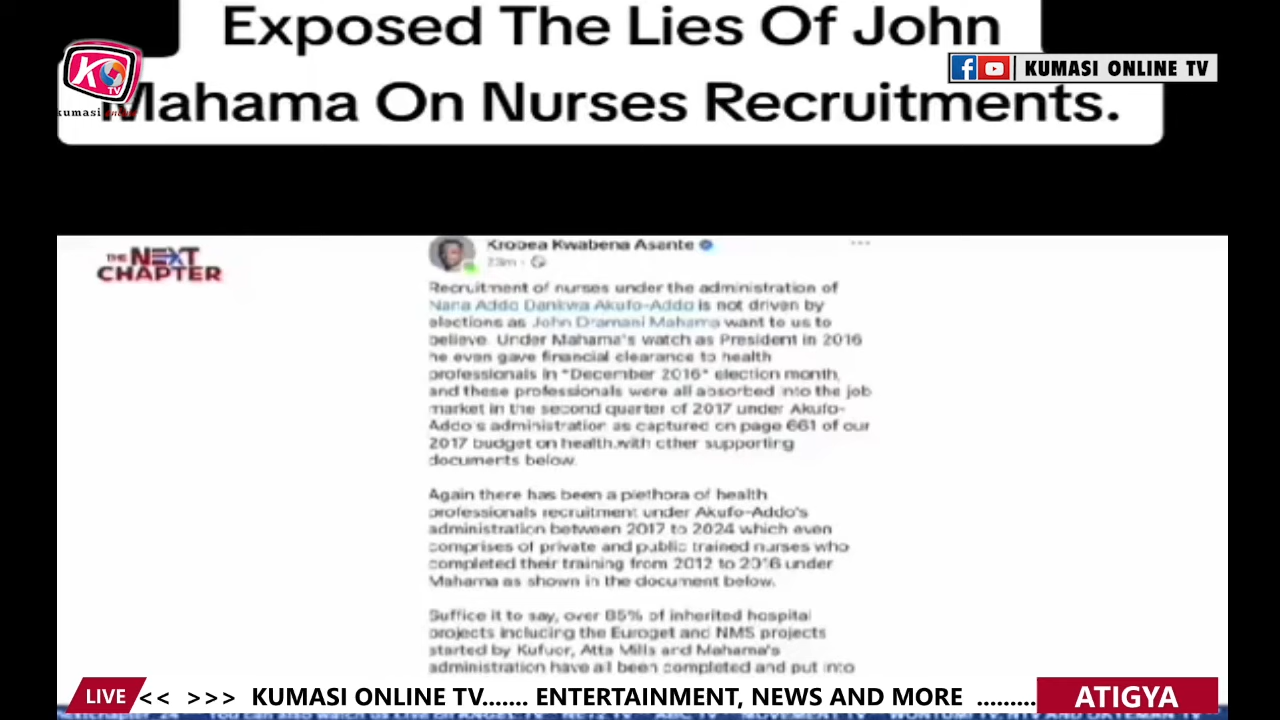 Exposed The Lies Of John
Mahama On Nurses Recruitments.
KG TV
kumasi online
KUMASI ONLINE TV
THE NEXT
CHAPTER
Krobea Kwabena Asante
23m
Recruitment of nurses under the administration of
Nana Addo Dankwa Akufo-Addo is not driven by
elections as John Dramani Mahama want to us to
believe. Under Mahama's watch as President in 2016
he even gave financial clearance to health
professionals in "December 2016" election month,
and these professionals were all absorbed into the job
market in the second quarter of 2017 under Akufo-
Addo's administration as captured on page 661 of our
2017 budget on health.with other supporting
documents below.
Again there has been a plethora of health
professionals recruitment under Akufo-Addo's
administration between 2017 to 2024 which even
comprises of private and public trained nurses who
completed their training from 2012 to 2016 under
Mahama as shown in the document below.
Suffice it to say, over 85% of inherited hospital
projects including the Euroget and NMS projects
started by Kufuor, Atta Mills and Mahama's
administration have all been completed and put into
LIVE << >>> KUMASI ONLINE TV....... ENTERTAINMENT, NEWS AND MORE ......... ATIGYA